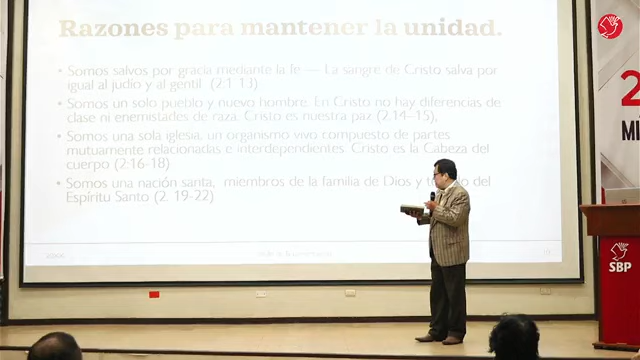 Razones para mantener la unidad.
• Somos salvos por gracia mediante la fe — La sangre de Cristo salva por
igual al judío y al gentil (2:1-13)
• Somos un solo pueblo y nuevo hombre. En Cristo no hay diferencias de
clase ni enemistades de raza. Cristo es nuestra paz (2:14–15),
• Somos una sola iglesia, un organismo vivo compuesto de partes
mutuamente relacionadas e interdependientes. Cristo es la Cabeza del
cuerpo (2:16-18)
• Somos una nación santa, miembros de la familia de Dios y del
Espíritu Santo (2. 19-22)
2
MI
SBP